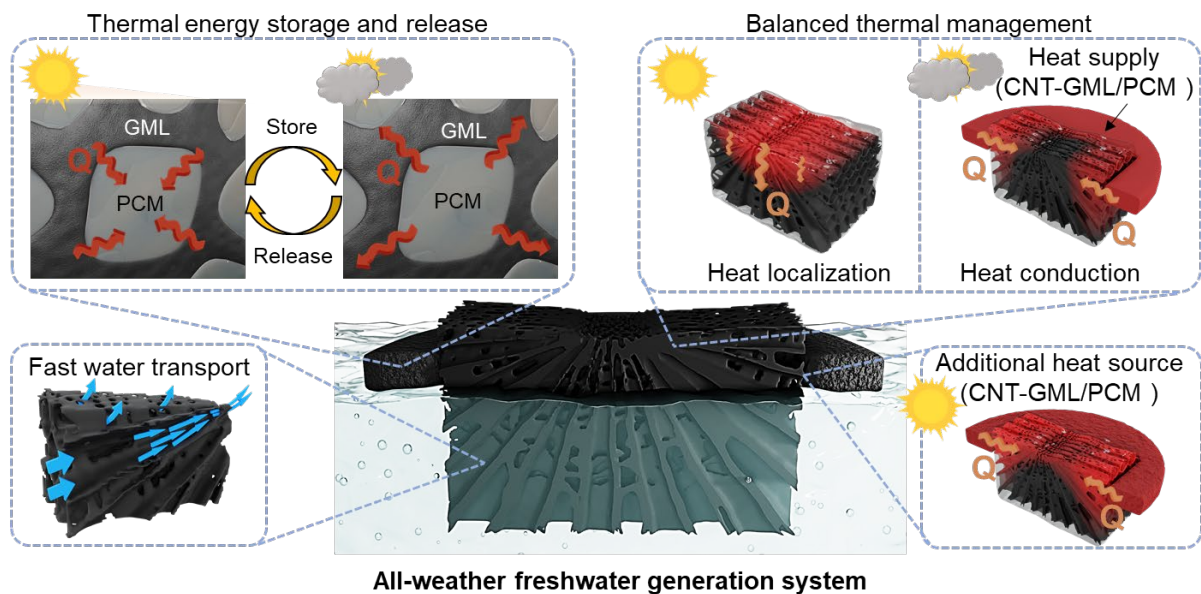 Thermal energy storage and release
GML
Q
PCM
Store
Release
GML
Q
PCM
Balanced thermal management
Q
Heat localization
Heat supply
(CNT-GML/PCM )
Q
Q
Heat conduction
Fast water transport
Additional heat source
(CNT-GML/PCM )
Q
Q
All-weather freshwater generation system